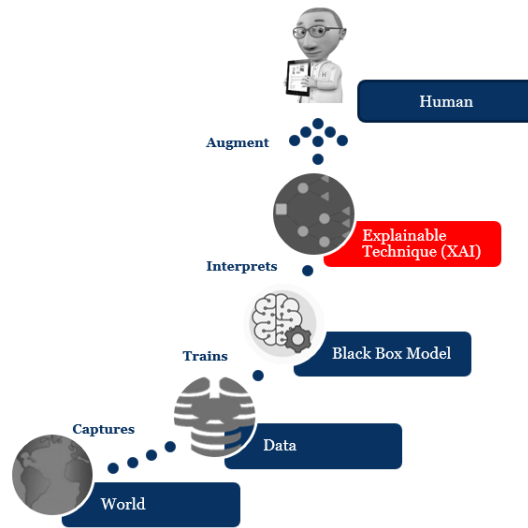 Human
Augment
Explainable
Technique (XAI)
Interprets
Black Box Model
Trains
Captures
Data
World